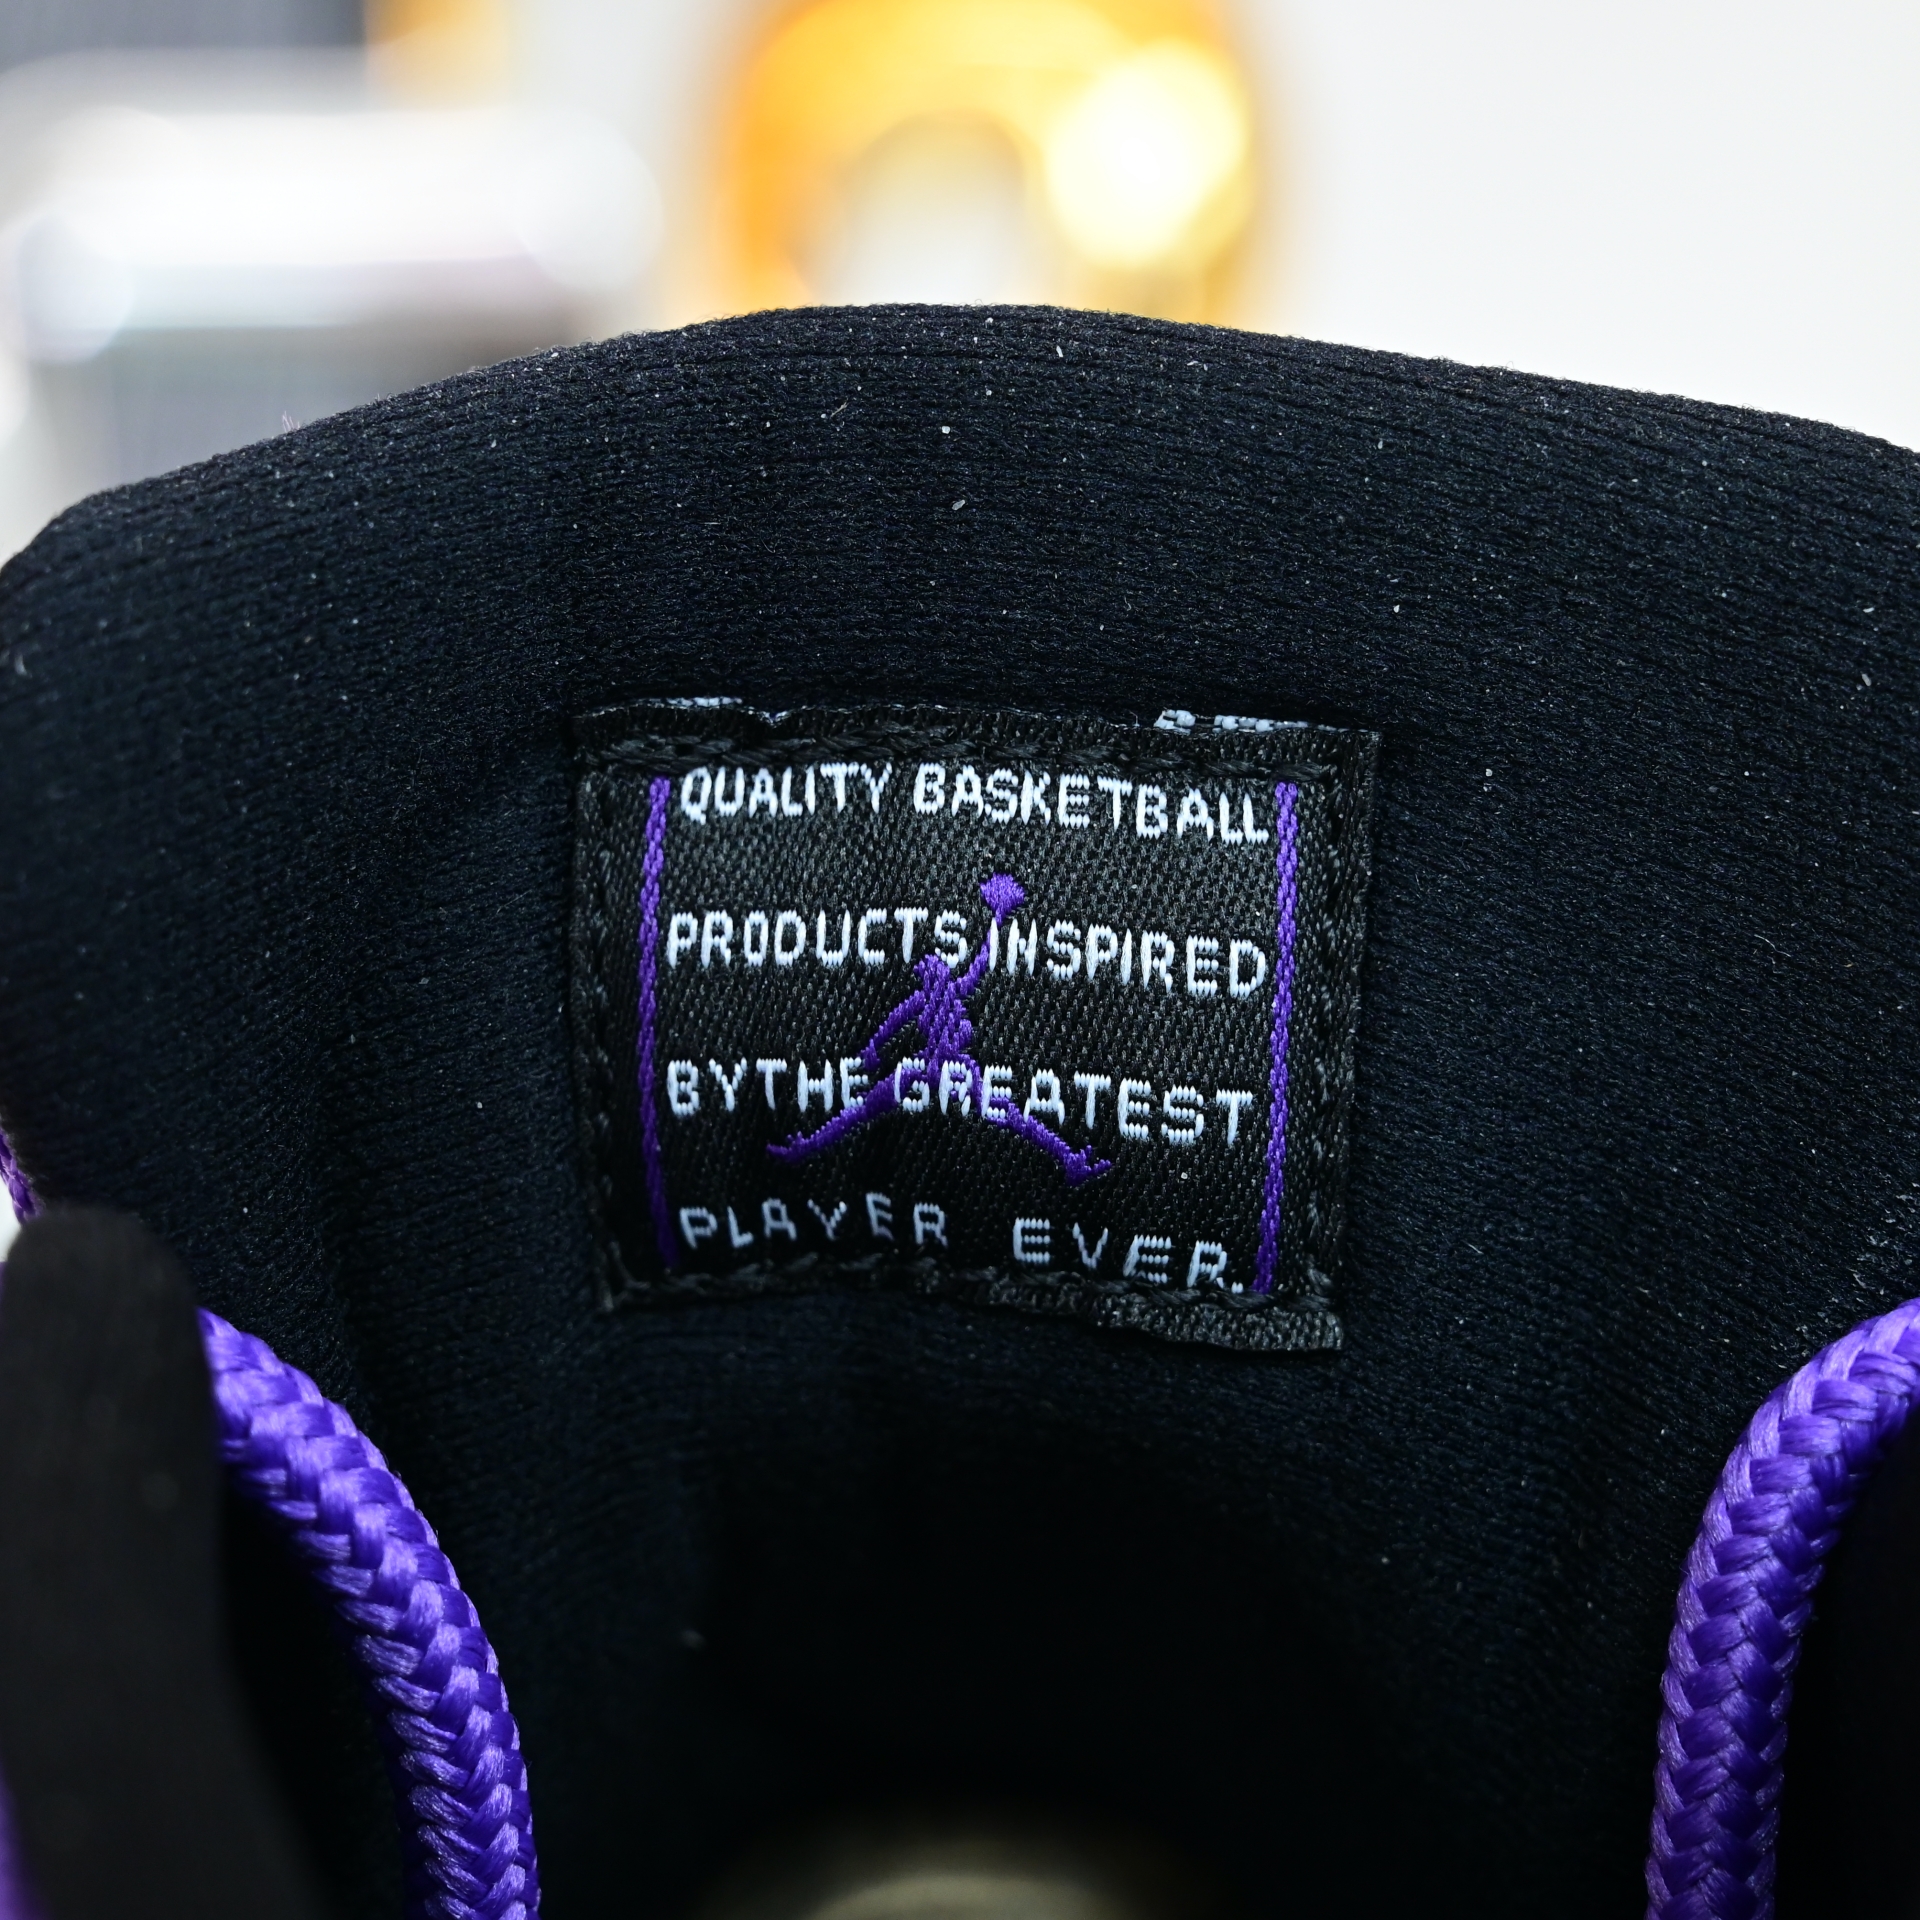 QUALITY BASKETBALL
PRODUCTS INSPIRED
BY THE GREATEST
PLAYER EVER.